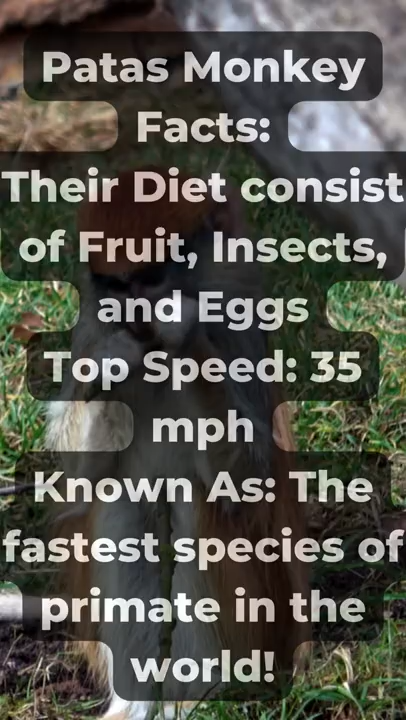 Patas Monkey
Facts:
Their Diet consist
of Fruit, Insects,
and Eggs
Top Speed: 35
mph
Known As: The
fastest species of
primate in the
world!